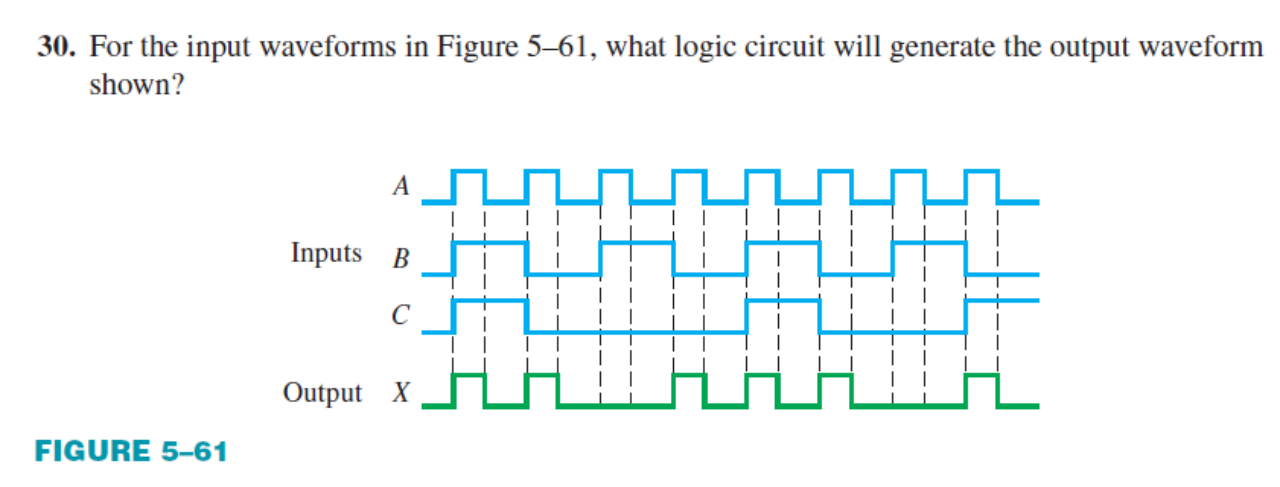 30. For the input waveforms in Figure 5–61, what logic circuit will generate the output waveform
shown?
A
Inputs B
C
Output X
FIGURE 5–61